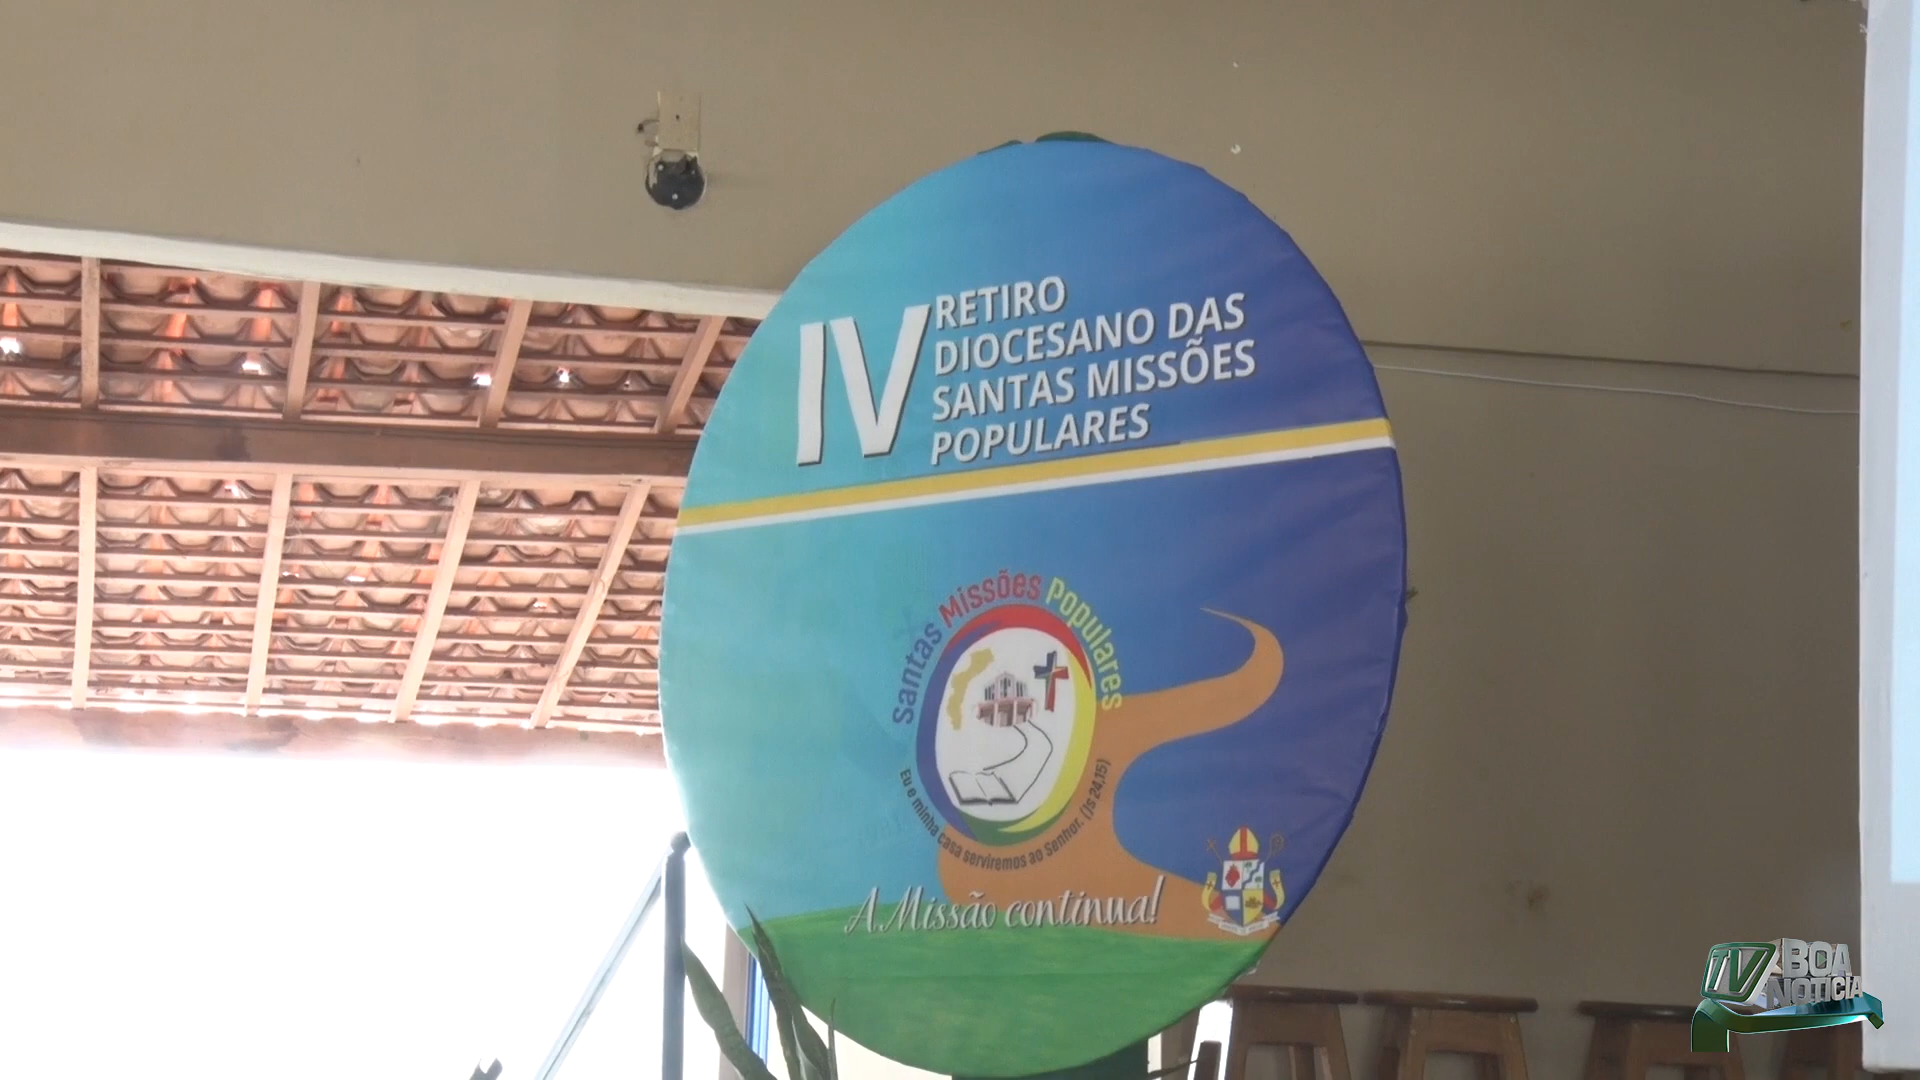 IV
RETIRO
DIOCESANO DAS
SANTAS MISSÕES
POPULARES
Santas Missões Populares
Eu e minha casa serviremos ao Senhor. (Js 24,15)
A Missão continua!
TV BOA
NOTÍCIA